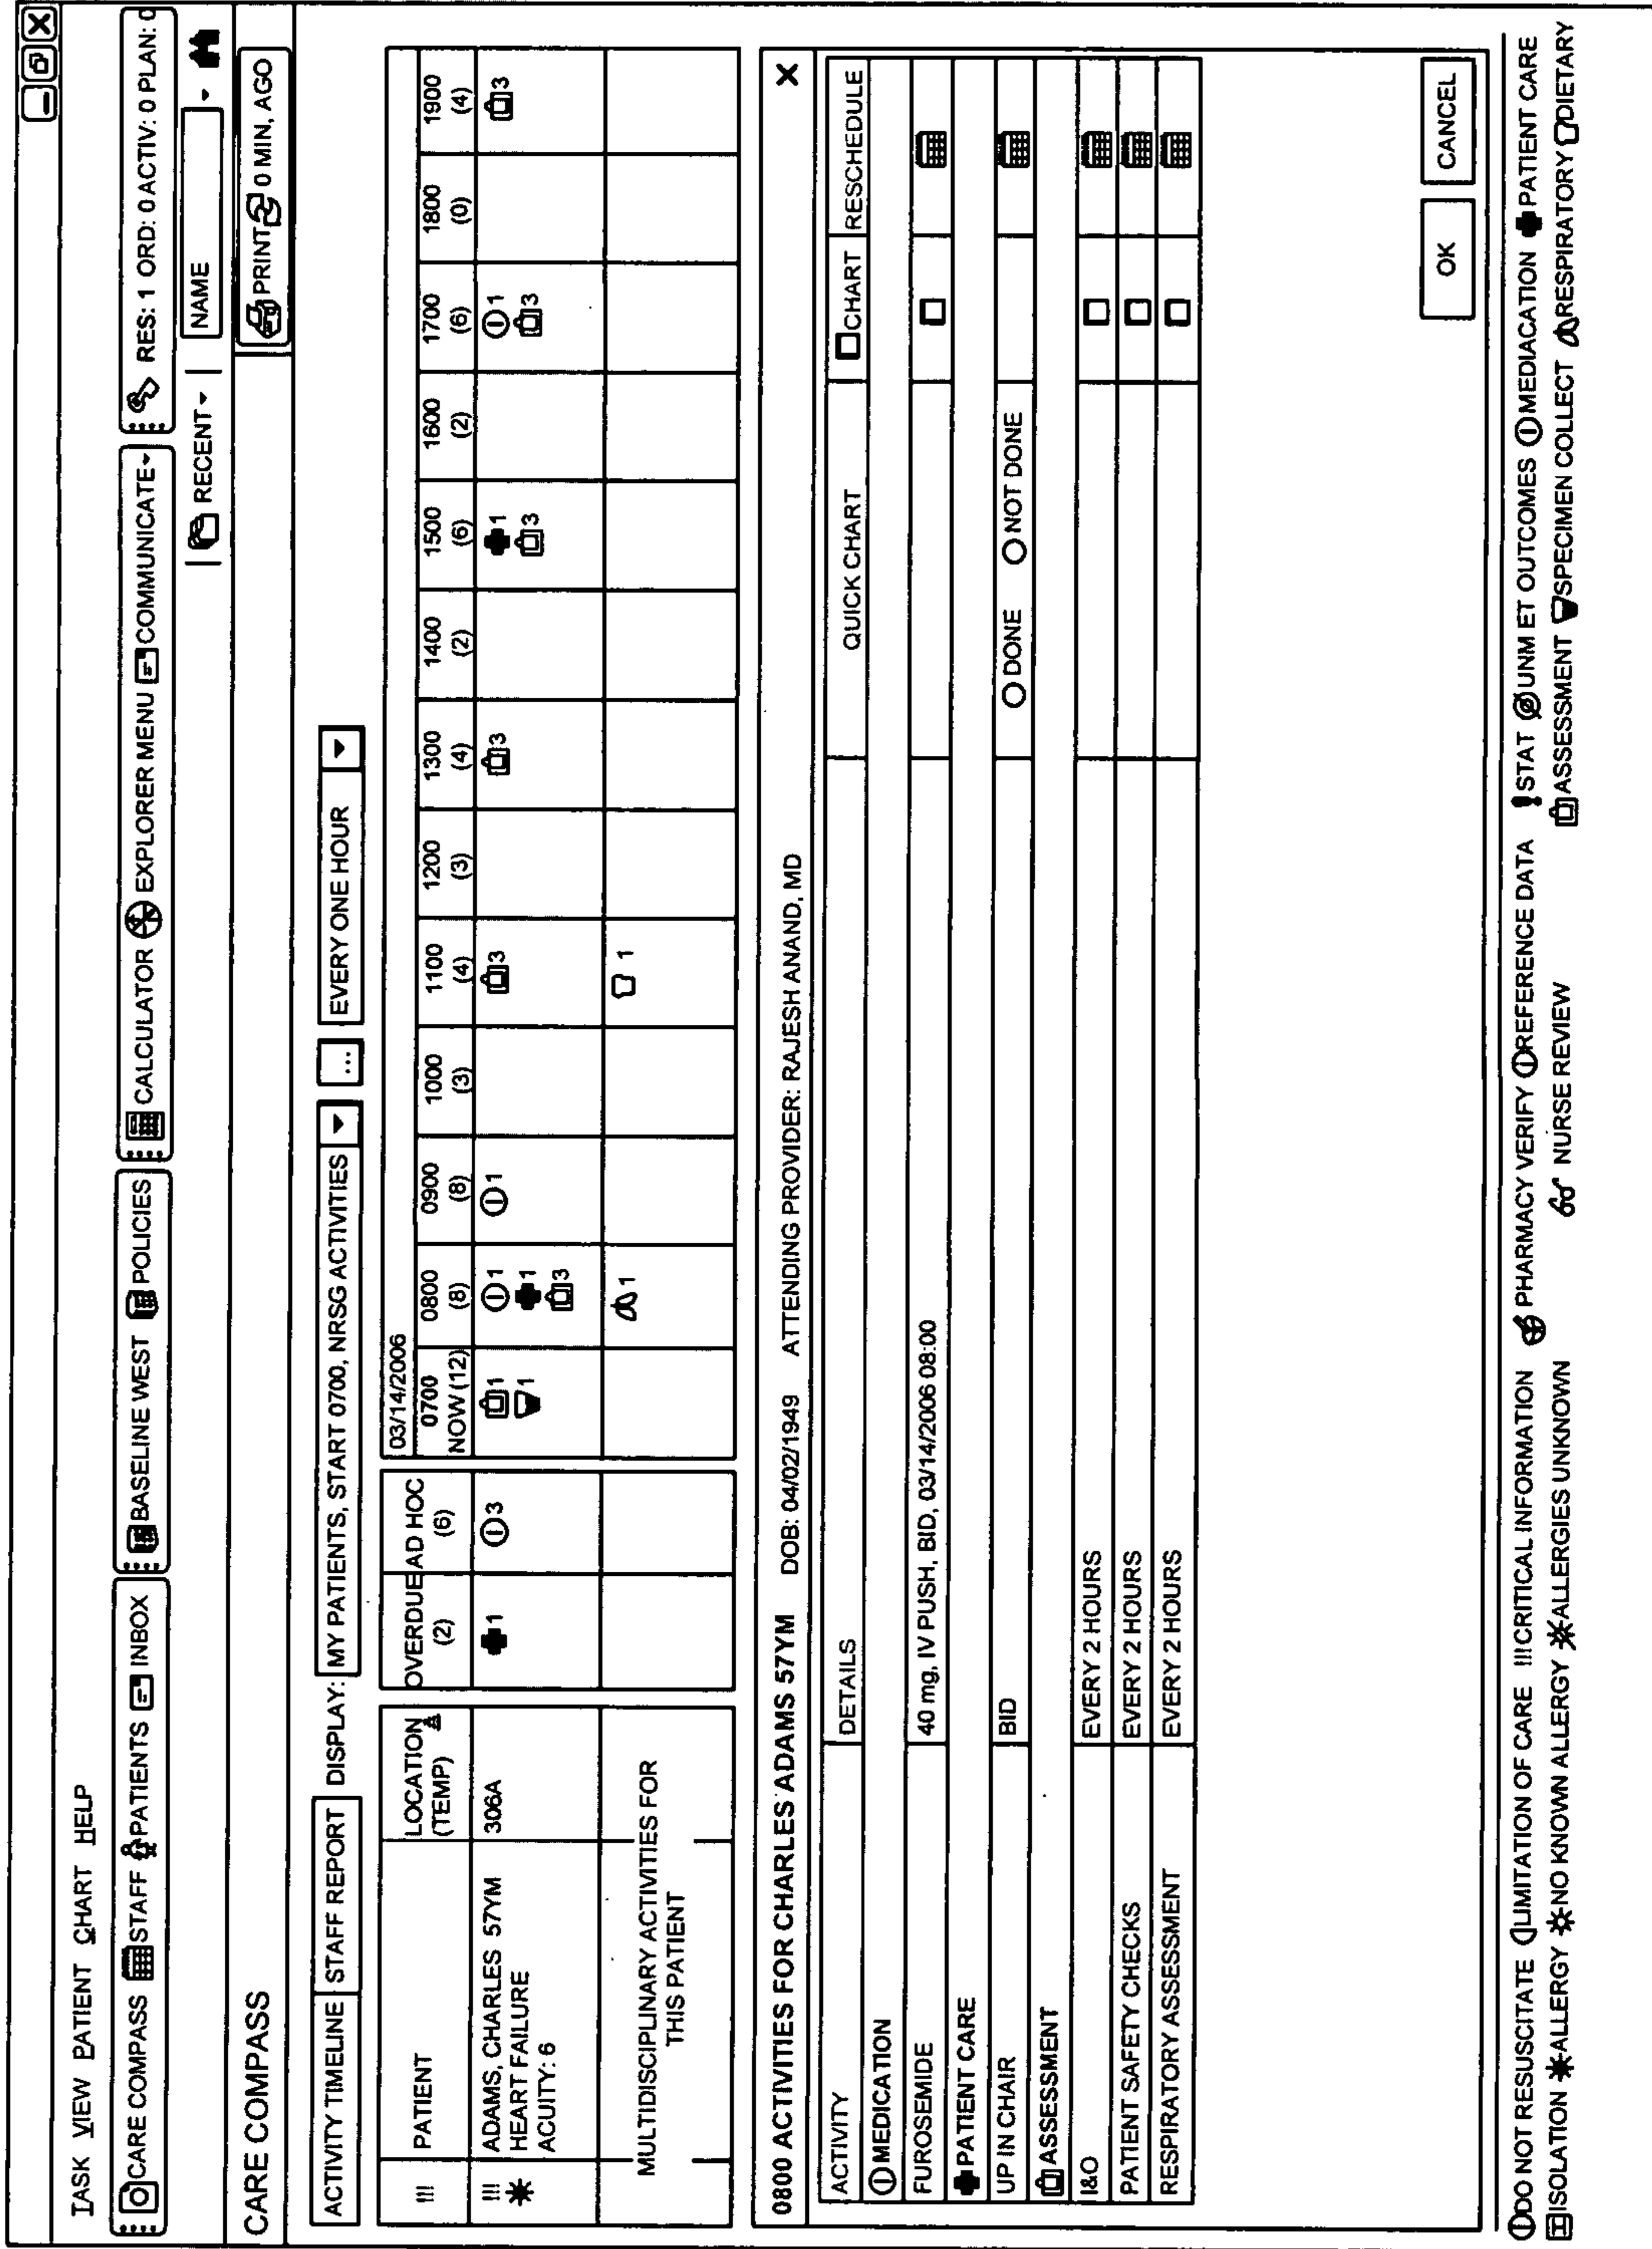 TASK VIEW PATIENT CHART HELP
CARE COMPASS STAFF PATIENTS INBOX BASELINE WEST POLICIES CALCULATOR EXPLORER MENU COMMUNICATE RES: 1 ORD: 0 ACTIV: 0 PLAN: 0
RECENT NAME
CARE COMPASS PRINT 0 MIN, AGO
ACTIVITY TIMELINE STAFF REPORT DISPLAY: MY PATIENTS, START 0700, NRSG ACTIVITIES ... EVERY ONE HOUR
03/14/2006
!!! PATIENT LOCATION OVERDUE AD HOC 0700 0800 0900 1000 1100 1200 1300 1400 1500 1600 1700 1800 1900
(TEMP) (2) (6) NOW (12) (8) (8) (3) (4) (3) (4) (2) (6) (2) (6) (0) (4)
!!! ADAMS, CHARLES 57YM 306A 1 3 1 1 1 3 3 1 1 3
HEART FAILURE 1 1 3 3
ACUITY: 6 3
MULTIDISCIPLINARY ACTIVITIES FOR 1 1
THIS PATIENT
0800 ACTIVITIES FOR CHARLES ADAMS 57YM DOB: 04/02/1949 ATTENDING PROVIDER: RAJESH ANAND, MD X
ACTIVITY DETAILS QUICK CHART CHART RESCHEDULE
MEDICATION
FUROSEMIDE 40 mg, IV PUSH, BID, 03/14/2006 08:00
PATIENT CARE
UP IN CHAIR BID DONE NOT DONE
ASSESSMENT
I&O EVERY 2 HOURS
PATIENT SAFETY CHECKS EVERY 2 HOURS
RESPIRATORY ASSESSMENT EVERY 2 HOURS
OK CANCEL
DO NOT RESUSCITATE LIMITATION OF CARE !!! CRITICAL INFORMATION PHARMACY VERIFY REFERENCE DATA STAT UNM ET OUTCOMES MEDIACATION PATIENT CARE
ISOLATION ALLERGY NO KNOWN ALLERGY ALLERGIES UNKNOWN NURSE REVIEW ASSESSMENT SPECIMEN COLLECT RESPIRATORY DIETARY